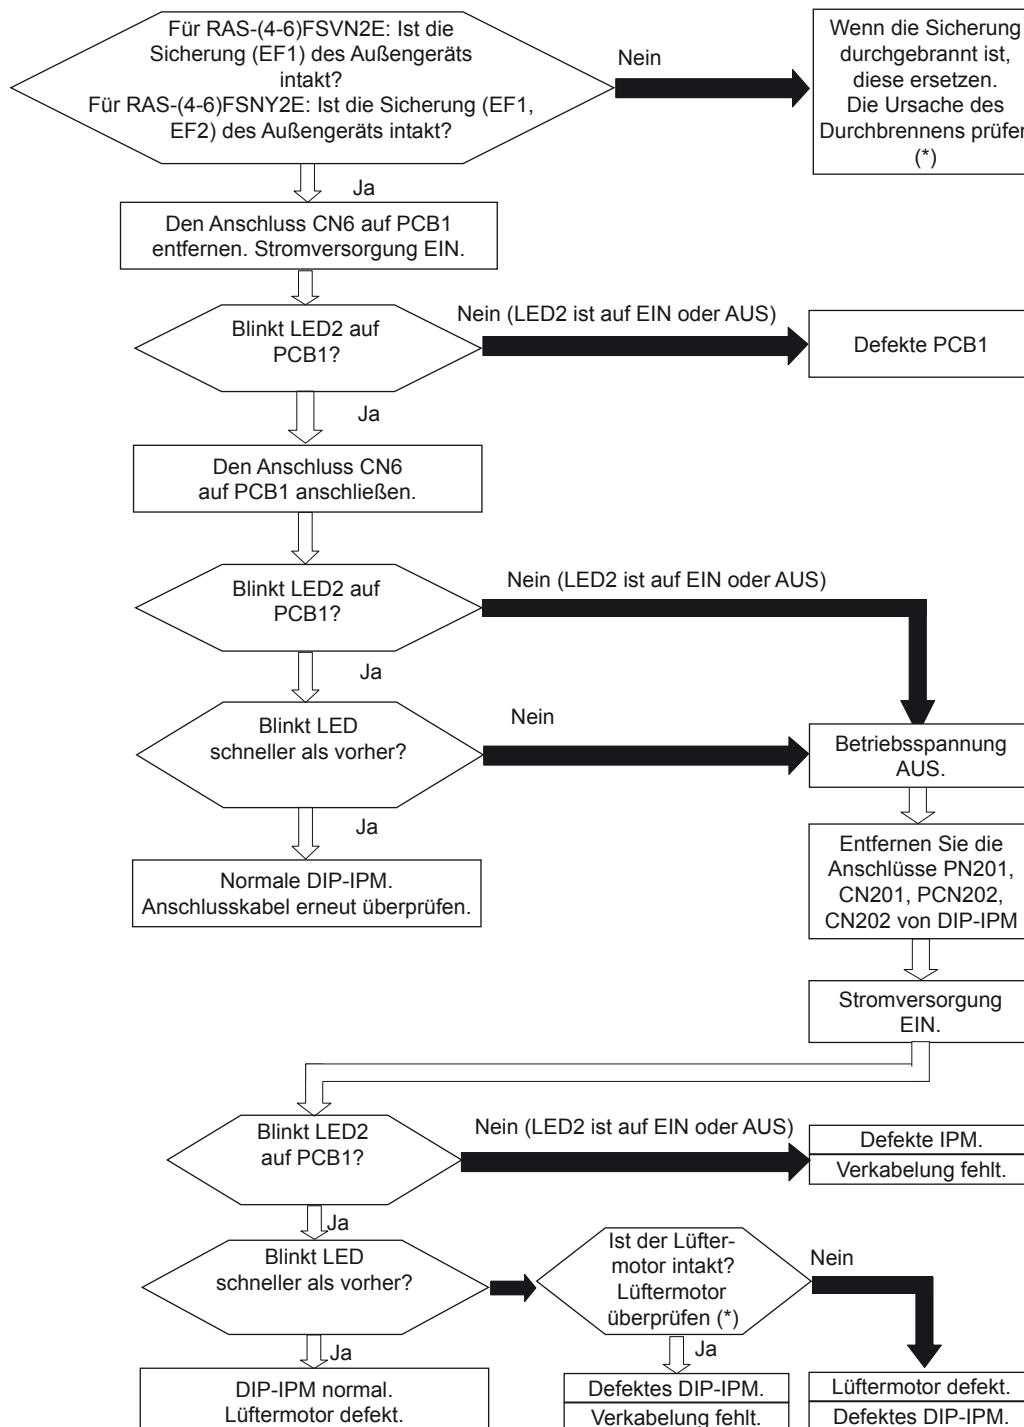 Für RAS-(4-6)FSVN2E: Ist die
Sicherung (EF1) des Außengeräts
intakt?
Für RAS-(4-6)FSNY2E: Ist die Sicherung (EF1,
EF2) des Außengeräts intakt?
Nein
Wenn die Sicherung
durchgebrannt ist,
diese ersetzen.
Die Ursache des
Durchbrennens prüfen
(*)
Ja
Den Anschluss CN6 auf PCB1
entfernen. Stromversorgung EIN.
Blinkt LED2 auf
PCB1?
Nein (LED2 ist auf EIN oder AUS)
Defekte PCB1
Ja
Den Anschluss CN6
auf PCB1 anschließen.
Blinkt LED2 auf
PCB1?
Nein (LED2 ist auf EIN oder AUS)
Ja
Blinkt LED
schneller als vorher?
Nein
Betriebsspannung
AUS.
Ja
Normale DIP-IPM.
Anschlusskabel erneut überprüfen.
Entfernen Sie die
Anschlüsse PN201,
CN201, PCN202,
CN202 von DIP-IPM
Stromversorgung
EIN.
Blinkt LED2
auf PCB1?
Nein (LED2 ist auf EIN oder AUS)
Defekte IPM.
Verkabelung fehlt.
Ja
Blinkt LED
schneller als vorher?
Ist der Lüfter-
motor intakt?
Lüftermotor
überprüfen (*)
Nein
Ja
Ja
DIP-IPM normal.
Lüftermotor defekt.
Defektes DIP-IPM.
Verkabelung fehlt.
Lüftermotor defekt.
Defektes DIP-IPM.